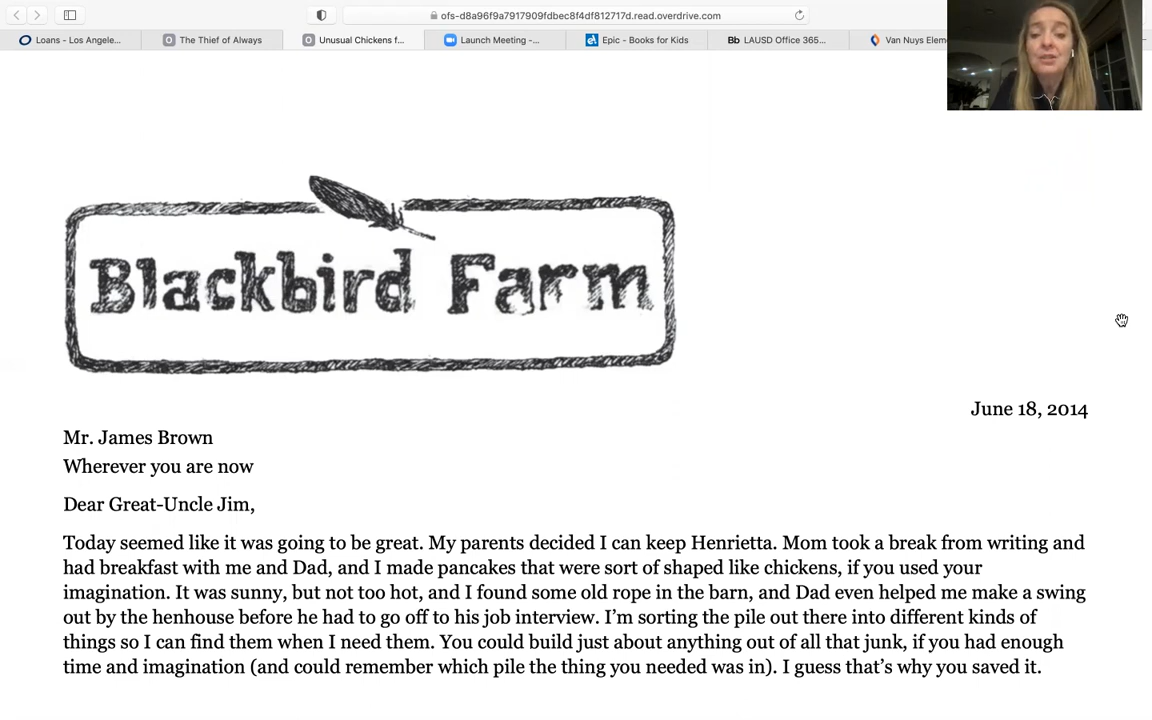 ofs-d8a96f9a7917909fdbec8f4df812717d.read.overdrive.com
Loans - Los Angele...
The Thief of Always
Unusual Chickens f...
Launch Meeting -...
Epic - Books for Kids
Bb LAUSD Office 365...
Van Nuys Elem
Blackbird Farm
June 18, 2014
Mr. James Brown
Wherever you are now
Dear Great-Uncle Jim,
Today seemed like it was going to be great. My parents decided I can keep Henrietta. Mom took a break from writing and
had breakfast with me and Dad, and I made pancakes that were sort of shaped like chickens, if you used your
imagination. It was sunny, but not too hot, and I found some old rope in the barn, and Dad even helped me make a swing
out by the henhouse before he had to go off to his job interview. I’m sorting the pile out there into different kinds of
things so I can find them when I need them. You could build just about anything out of all that junk, if you had enough
time and imagination (and could remember which pile the thing you needed was in). I guess that’s why you saved it.